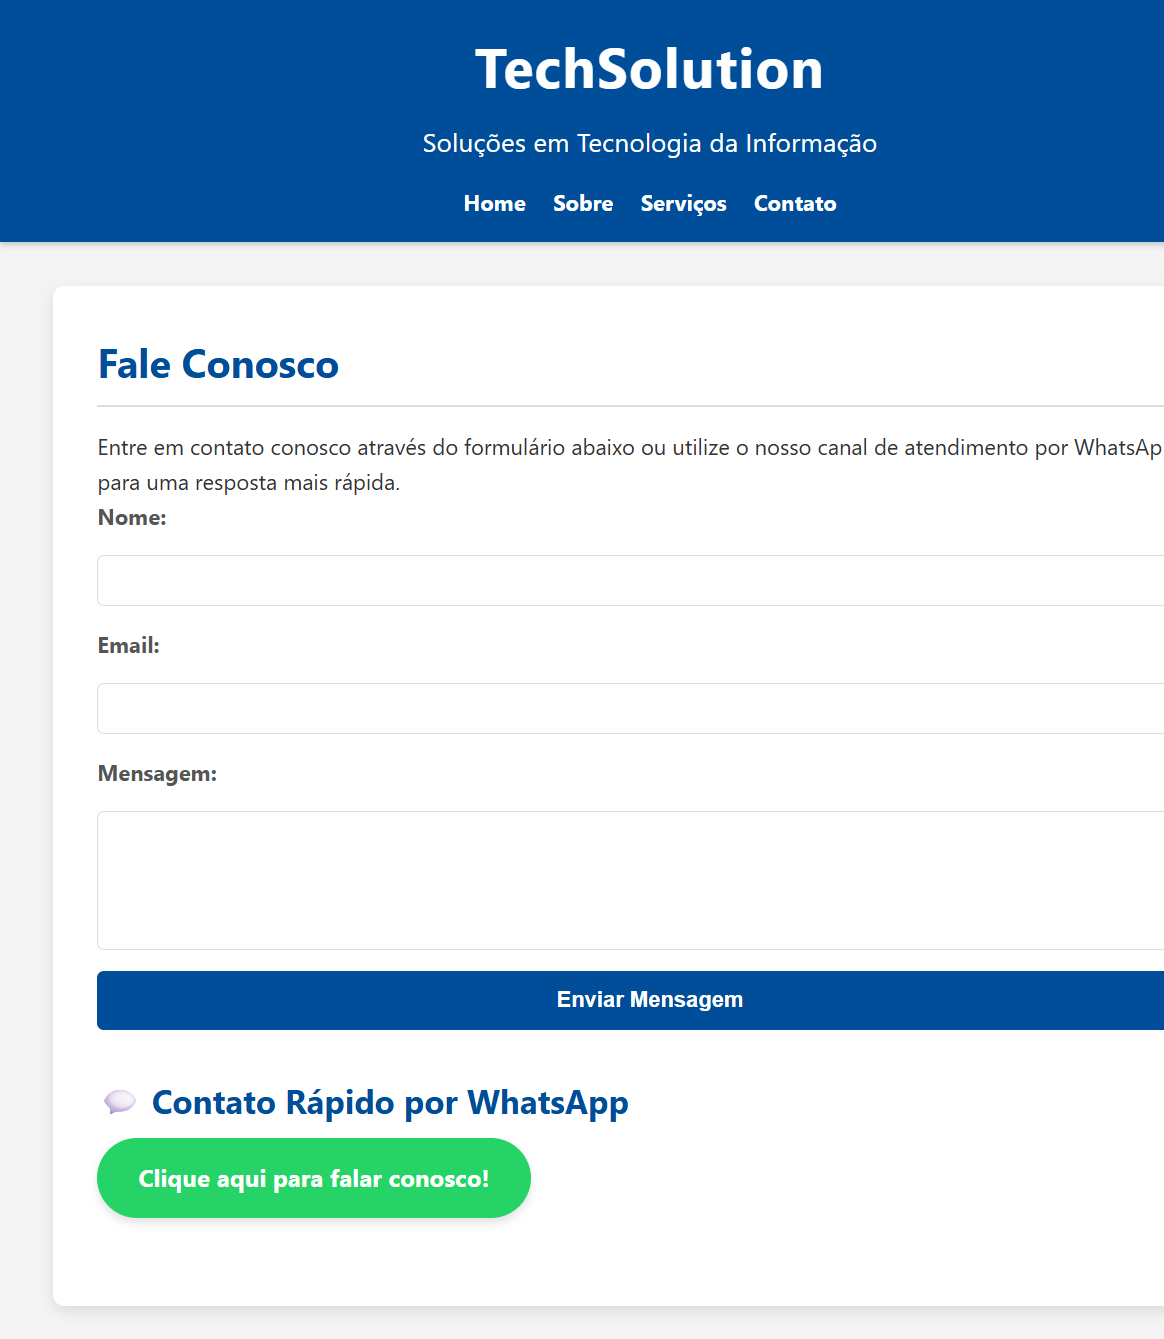 TechSolution
Soluções em Tecnologia da Informação
Home Sobre Serviços Contato
Fale Conosco
Entre em contato conosco através do formulário abaixo ou utilize o nosso canal de atendimento por WhatsAp
para uma resposta mais rápida.
Nome:
Email:
Mensagem:
Enviar Mensagem
Contato Rápido por WhatsApp
Clique aqui para falar conosco!